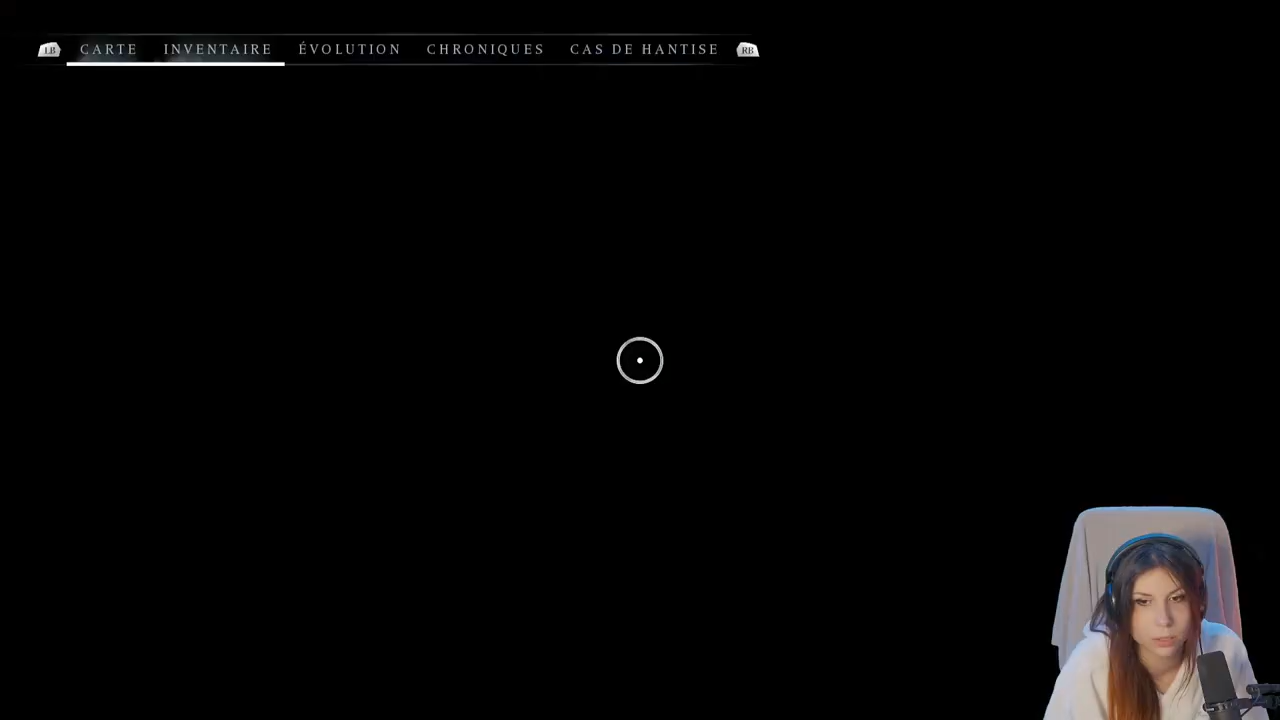 LB CARTE INVENTAIRE ÉVOLUTION CHRONIQUES CAS DE HANTISE RB